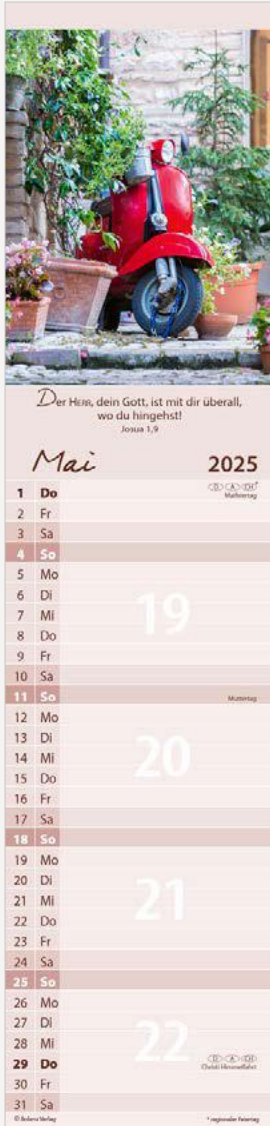 Der HERR, dein Gott, ist mit dir überall,
wo du hingehst!
Josua 1,9
Mai 2025
1 Do D A CH*
Maifeiertag
2 Fr
3 Sa
4 So
5 Mo
6 Di
7 Mi 19
8 Do
9 Fr
10 Sa
11 So Muttertag
12 Mo
13 Di
14 Mi 20
15 Do
16 Fr
17 Sa
18 So
19 Mo
20 Di
21 Mi 21
22 Do
23 Fr
24 Sa
25 So
26 Mo
27 Di
28 Mi 22
29 Do D A CH
Christi Himmelfahrt
30 Fr
31 Sa
© Bolanz Verlag * regionaler Feiertag